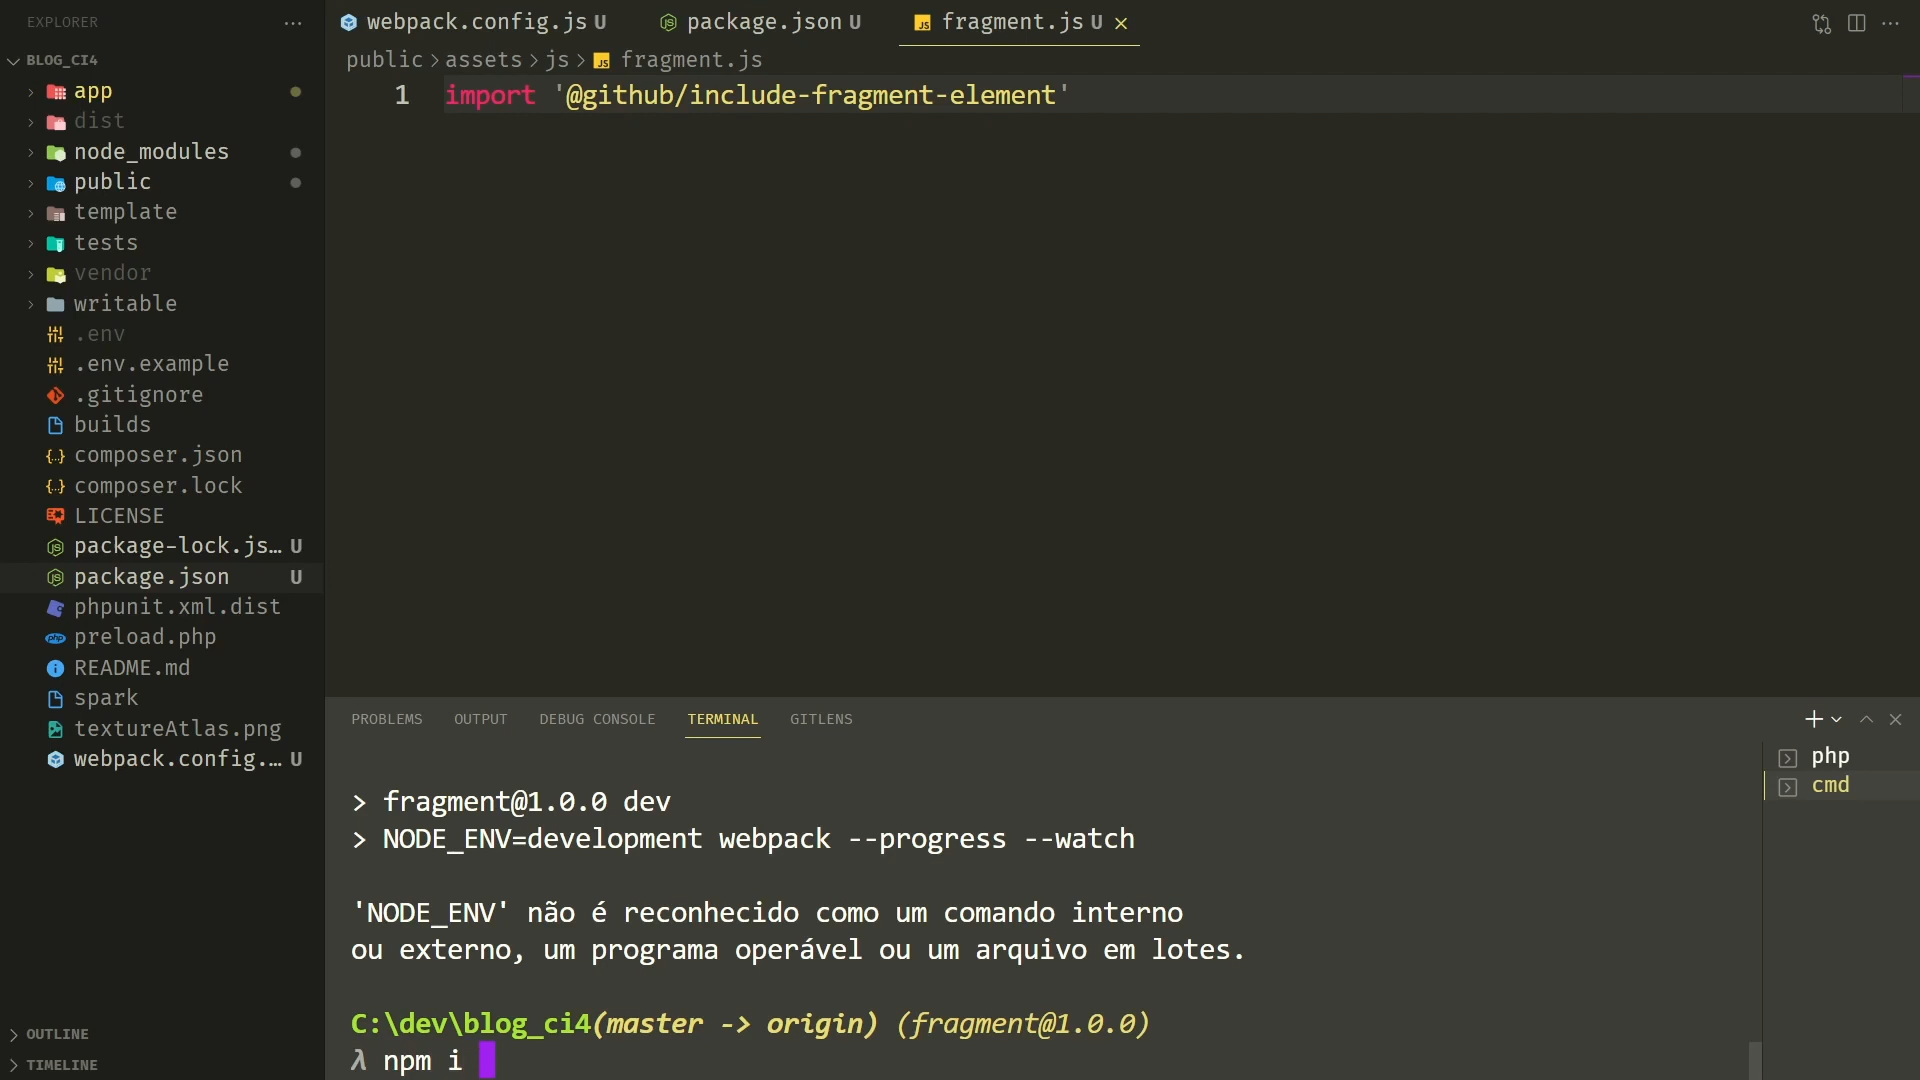 EXPLORER
BLOG_CI4
app
dist
node_modules
public
template
tests
vendor
writable
.env
.env.example
.gitignore
builds
composer.json
composer.lock
LICENSE
package-lock.js... U
package.json U
phpunit.xml.dist
preload.php
README.md
spark
textureAtlas.png
webpack.config.... U
OUTLINE
TIMELINE
webpack.config.js U package.json U fragment.js U
public > assets > js > JS fragment.js
1 import '@github/include-fragment-element'
PROBLEMS OUTPUT DEBUG CONSOLE TERMINAL GITLENS
> fragment@1.0.0 dev
> NODE_ENV=development webpack --progress --watch
'NODE_ENV' não é reconhecido como um comando interno
ou externo, um programa operável ou um arquivo em lotes.
C:\dev\blog_ci4(master -> origin) (fragment@1.0.0)
λ npm i
php
cmd